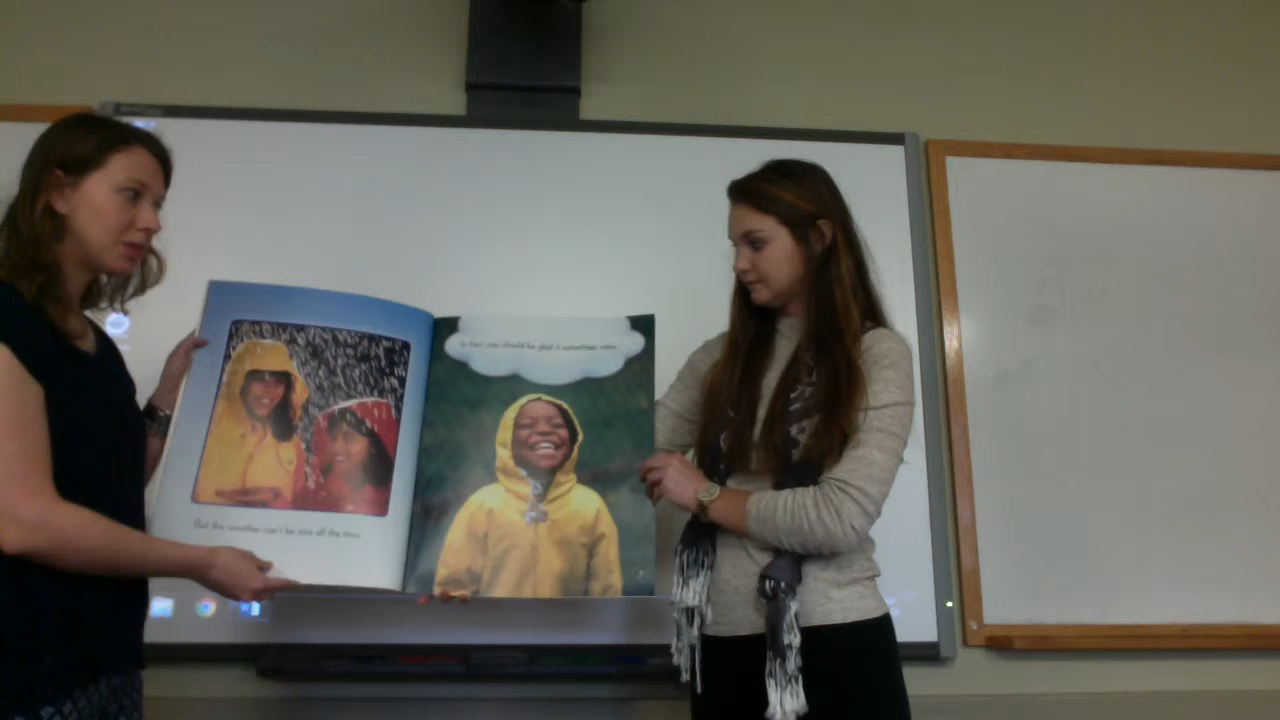 But the weather can't be nice all the time.
In fact, you should be glad it sometimes rains.